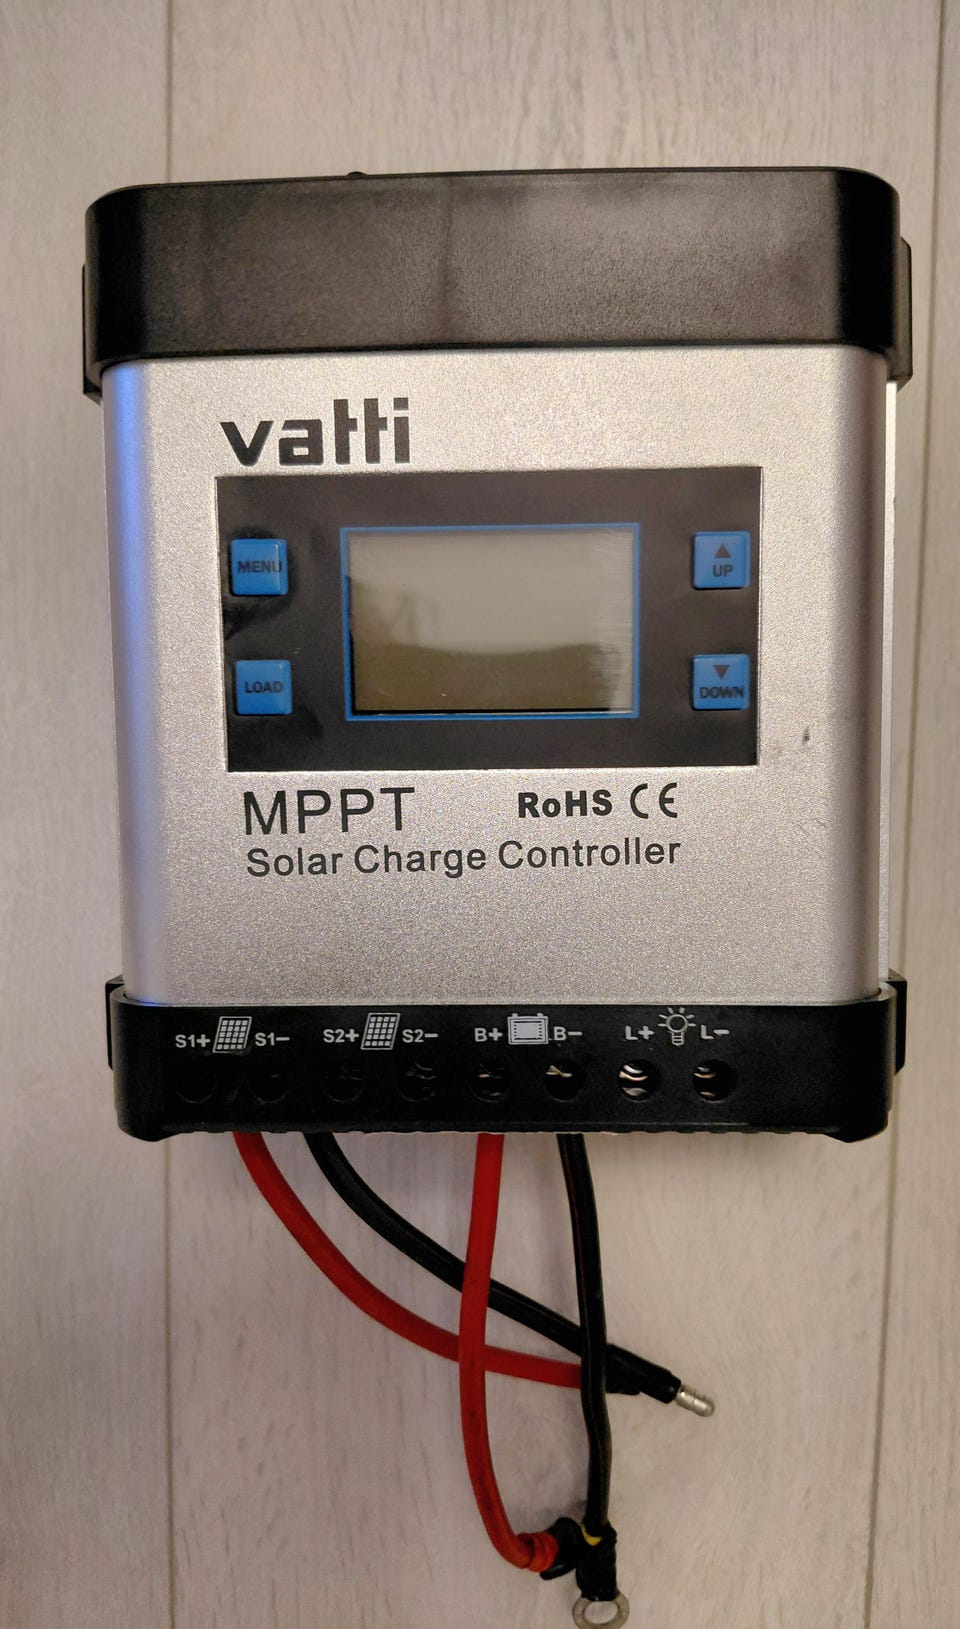 vatti
MENU
▲
UP
LOAD
▼
DOWN
MPPT RoHS CE
Solar Charge Controller
S1+ S1− S2+ S2− B+ B− L+ L−